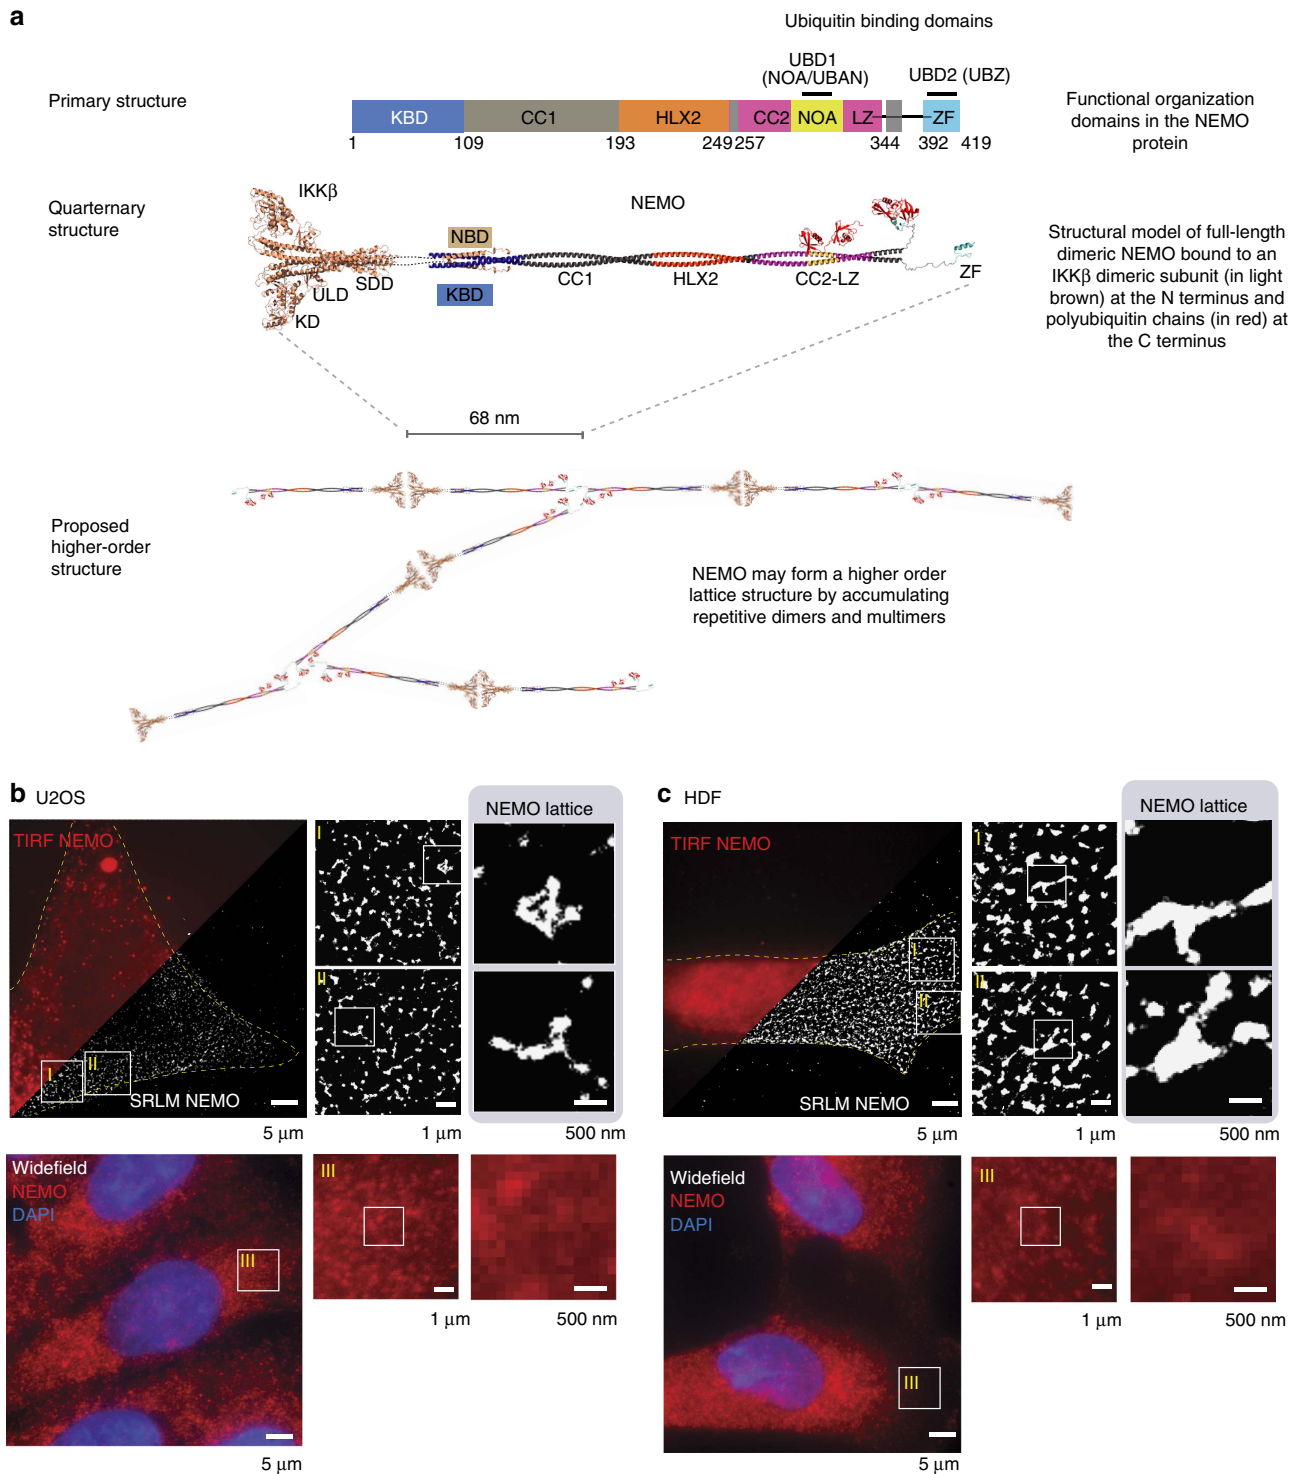 a
Ubiquitin binding domains
UBD1
(NOA/UBAN)
UBD2 (UBZ)
Primary structure
KBD
CC1
HLX2
CC2
NOA
LZ
ZF
1
109
193
249
257
344
392
419
Functional organization
domains in the NEMO
protein
Quarternary
structure
IKKβ
NEMO
NBD
KBD
SDD
ULD
KD
CC1
HLX2
CC2-LZ
ZF
Structural model of full-length
dimeric NEMO bound to an
IKKβ dimeric subunit (in light
brown) at the N terminus and
polyubiquitin chains (in red) at
the C terminus
68 nm
Proposed
higher-order
structure
NEMO may form a higher order
lattice structure by accumulating
repetitive dimers and multimers
b U2OS
TIRF NEMO
I
II
SRLM NEMO
5 μm
I
II
1 μm
NEMO lattice
500 nm
Widefield
NEMO
DAPI
III
5 μm
III
1 μm
500 nm
c HDF
TIRF NEMO
I
II
SRLM NEMO
5 μm
I
II
1 μm
NEMO lattice
500 nm
Widefield
NEMO
DAPI
III
5 μm
III
1 μm
500 nm